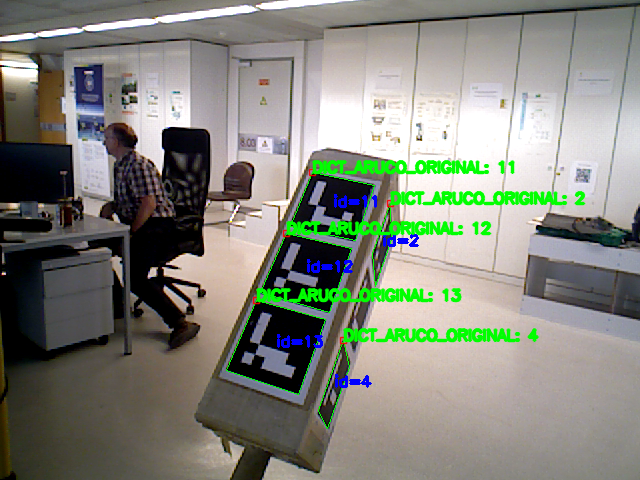 DICT_ARUCO_ORIGINAL: 11
id=11
DICT_ARUCO_ORIGINAL: 2
id=2
DICT_ARUCO_ORIGINAL: 12
id=12
DICT_ARUCO_ORIGINAL: 13
id=13
DICT_ARUCO_ORIGINAL: 4
id=4